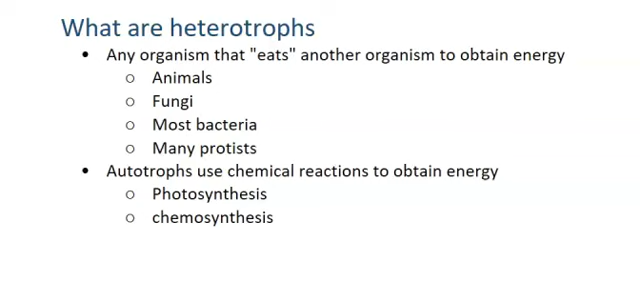 What are heterotrophs
• Any organism that "eats" another organism to obtain energy
o Animals
o Fungi
o Most bacteria
o Many protists
• Autotrophs use chemical reactions to obtain energy
o Photosynthesis
o chemosynthesis